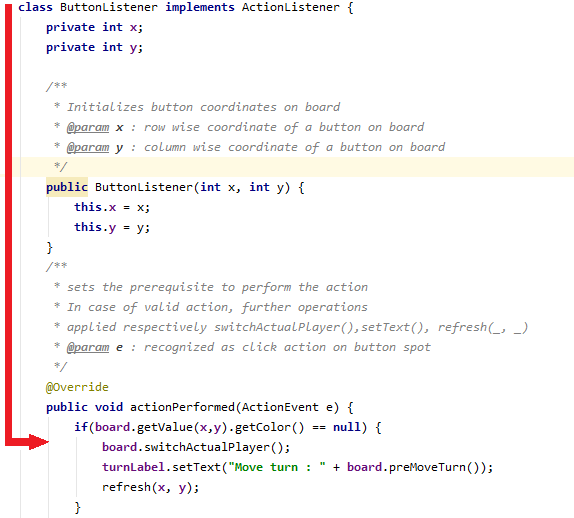 class ButtonListener implements ActionListener {
private int x;
private int y;
/**
* Initializes button coordinates on board
* @param x : row wise coordinate of a button on board
* @param y : column wise coordinate of a button on board
*/
public ButtonListener(int x, int y) {
this.x = x;
this.y = y;
}
/**
* sets the prerequisite to perform the action
* In case of valid action, further operations
* applied respectively switchActualPlayer(),setText(), refresh(_, _)
* @param e : recognized as click action on button spot
*/
@Override
public void actionPerformed(ActionEvent e) {
if(board.getValue(x,y).getColor() == null) {
board.switchActualPlayer();
turnLabel.setText("Move turn : " + board.preMoveTurn());
refresh(x, y);
}